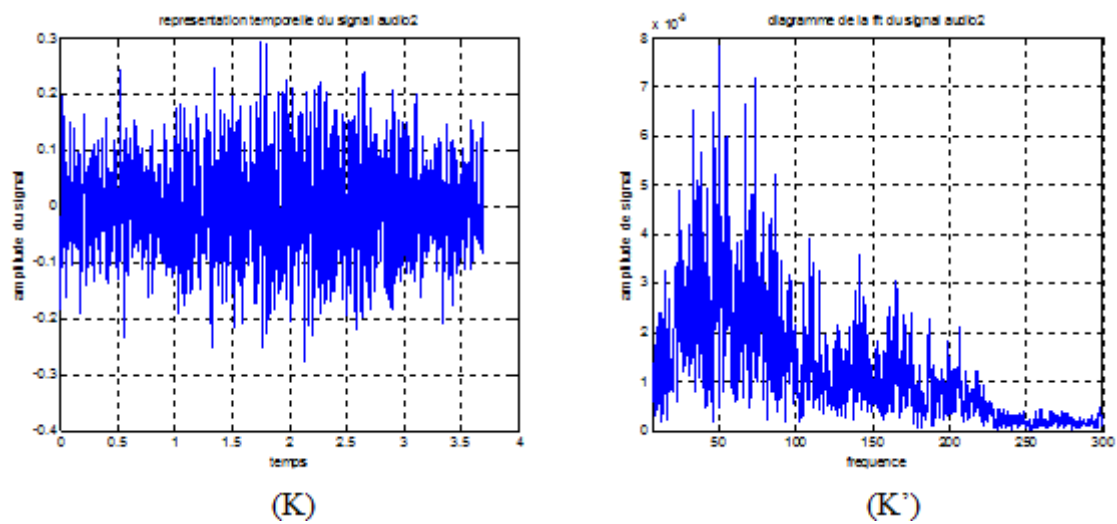 representation temporelle du signal audio2
0.3
0.2
0.1
0
-0.1
-0.2
-0.3
-0.4
amplitude du signal
0 0.5 1 1.5 2 2.5 3 3.5 4
temps
(K)
diagramme de la fft du signal audio2
8
7
6
5
4
3
2
1
amplitude de signal
50 100 150 200 250 300
frequence
(K’)